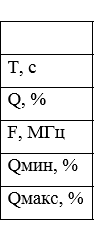 T, с
Q, %
F, МГц
Qмин, %
Qмакс, %